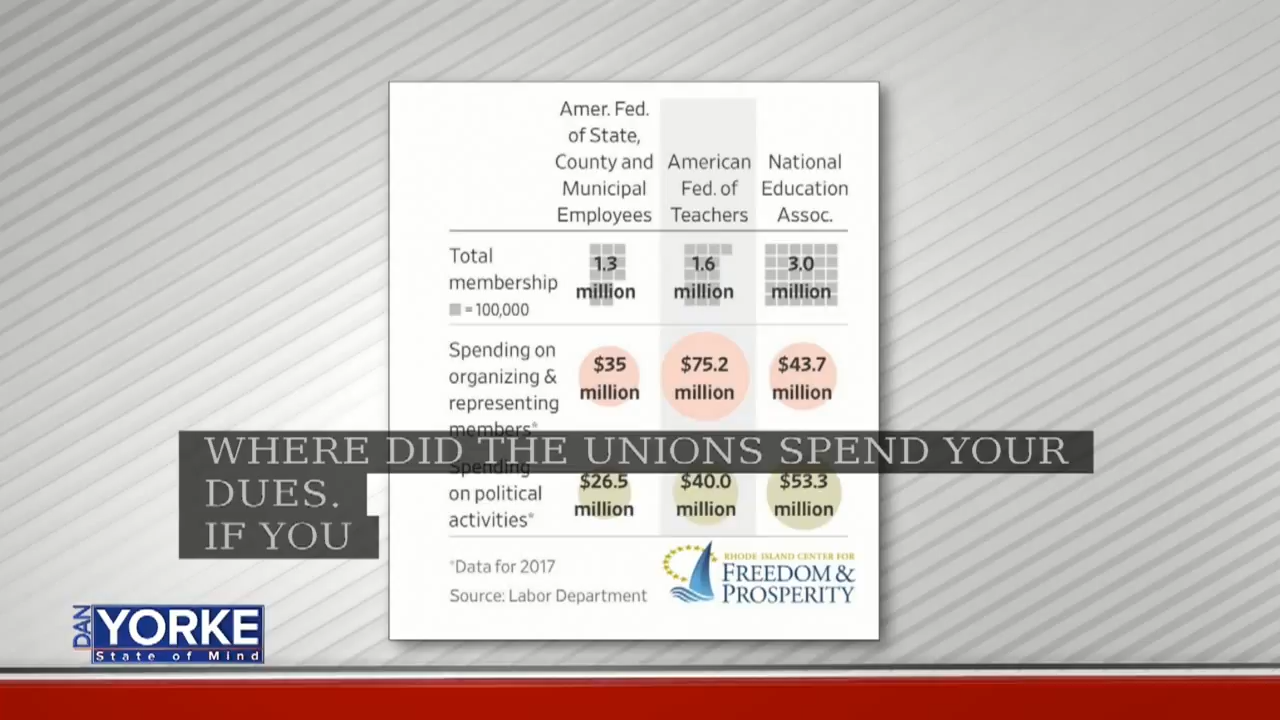 Amer. Fed.
of State,
County and
Municipal
Employees
American
Fed. of
Teachers
National
Education
Assoc.
Total
membership
= 100,000
1.3
million
1.6
million
3.0
million
Spending on
organizing &
representing
members*
$35
million
$75.2
million
$43.7
million
WHERE DID THE UNIONS SPEND YOUR
DUES.
IF YOU
Spending
on political
activities*
$26.5
million
$40.0
million
$53.3
million
*Data for 2017
Source: Labor Department
RHODE ISLAND CENTER FOR
FREEDOM &
PROSPERITY
DAN
YORKE
State of Mind